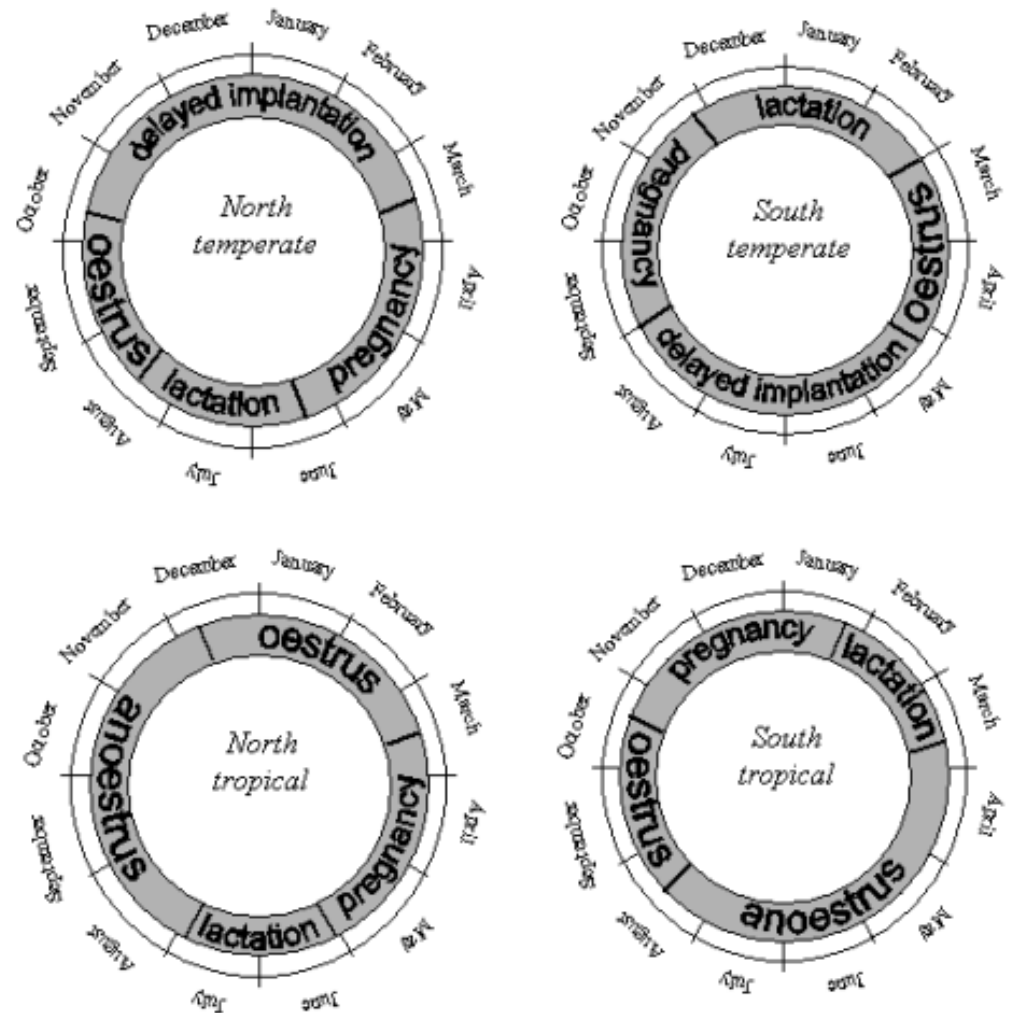 December
January
February
March
April
May
June
July
August
September
October
November
delayed implantation
pregnancy
lactation
oestrus
North
temperate
December
January
February
March
April
May
June
July
August
September
October
November
lactation
oestrus
delayed implantation
pregnancy
South
temperate
December
January
February
March
April
May
June
July
August
September
October
November
oestrus
pregnancy
lactation
anoestrus
North
tropical
December
January
February
March
April
May
June
July
August
September
October
November
pregnancy
lactation
anoestrus
oestrus
South
tropical